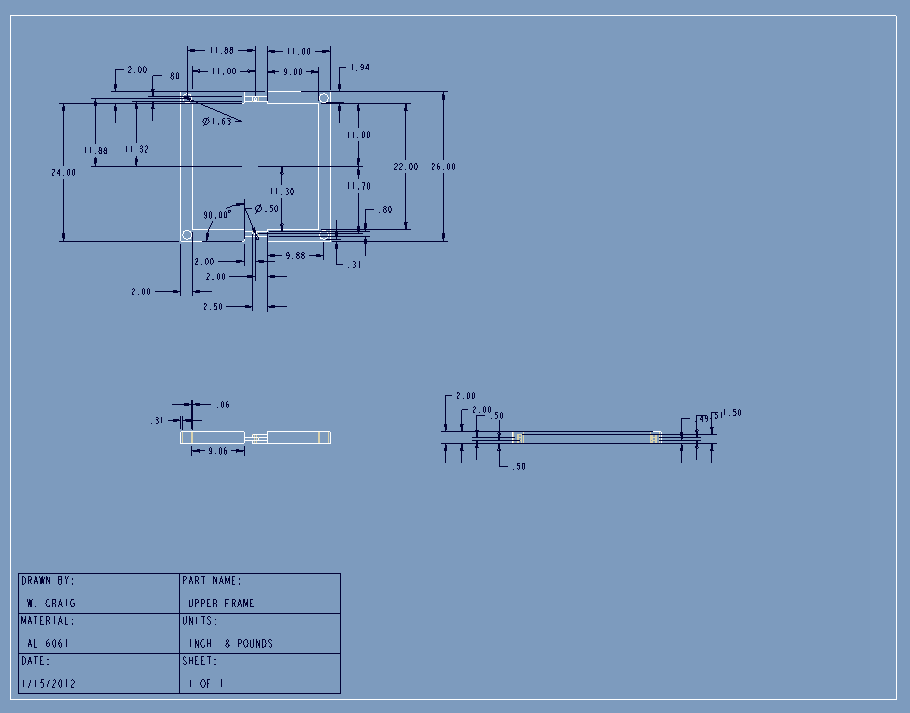 11.88 11.00
2.00 .80 11.00 9.00 1.94
Ø1.63
11.88 11.32 11.00
24.00 22.00 26.00
11.30 11.70
90.00° Ø.50 .80
2.00 9.88 .31
2.00
2.00 2.50
.06
.31
9.06
2.00
2.00 .50 .49 .51 1.50
.50
DRAWN BY: PART NAME:
W. CRAIG UPPER FRAME
MATERIAL: UNITS:
AL 6061 INCH & POUNDS
DATE: SHEET:
1/15/2012 1 OF 1